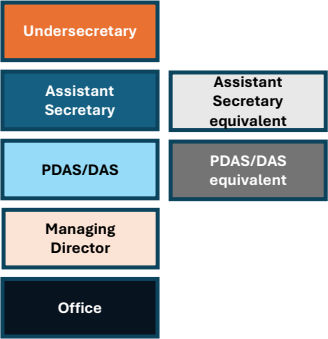 Undersecretary
Assistant
Secretary
Assistant
Secretary
equivalent
PDAS/DAS
PDAS/DAS
equivalent
Managing
Director
Office